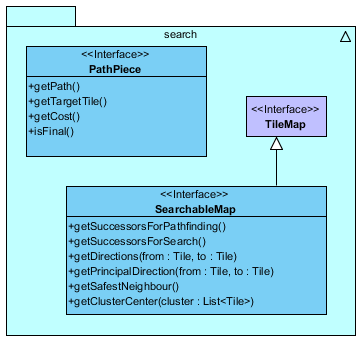 search
<<Interface>>
PathPiece
+getPath()
+getTargetTile()
+getCost()
+isFinal()
<<Interface>>
TileMap
<<Interface>>
SearchableMap
+getSuccessorsForPathfinding()
+getSuccessorsForSearch()
+getDirections(from : Tile, to : Tile)
+getPrincipalDirection(from : Tile, to : Tile)
+getSafestNeighbour()
+getClusterCenter(cluster : List<Tile>)